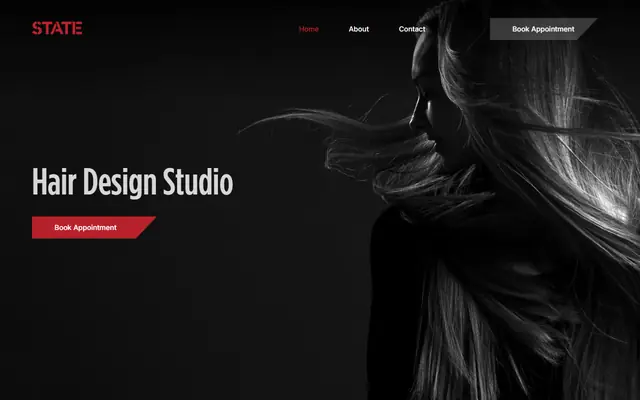 STATE
Home
About
Contact
Book Appointment
Hair Design Studio
Book Appointment